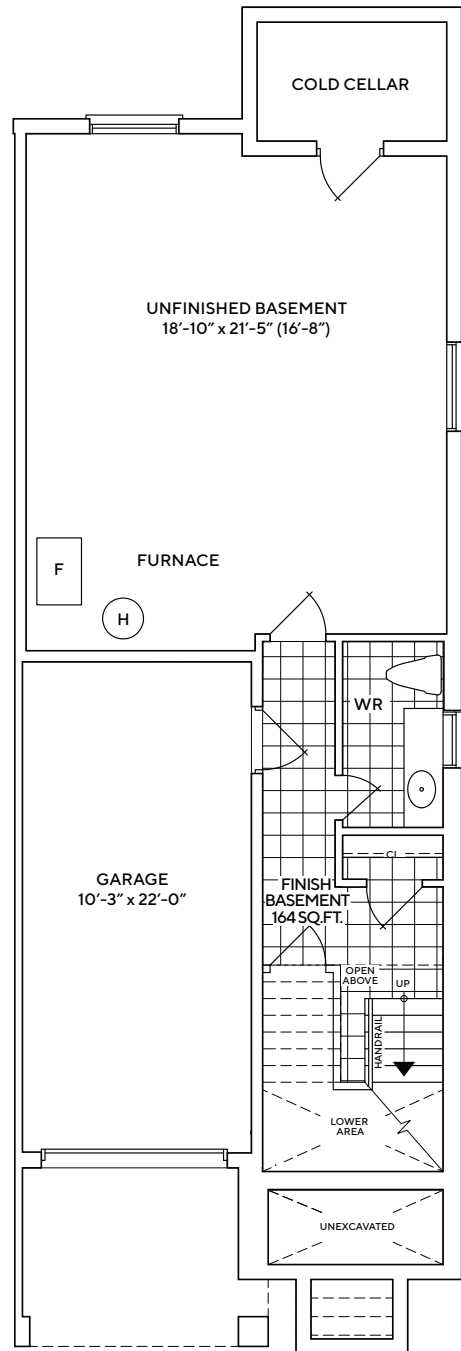 COLD CELLAR
UNFINISHED BASEMENT
18'-10" x 21'-5" (16'-8")
F
FURNACE
H
WR
CL
GARAGE
10'-3" x 22'-0"
FINISH
BASEMENT
164 SQ.FT.
OPEN
ABOVE
UP
HANDRAIL
LOWER
AREA
UNEXCAVATED